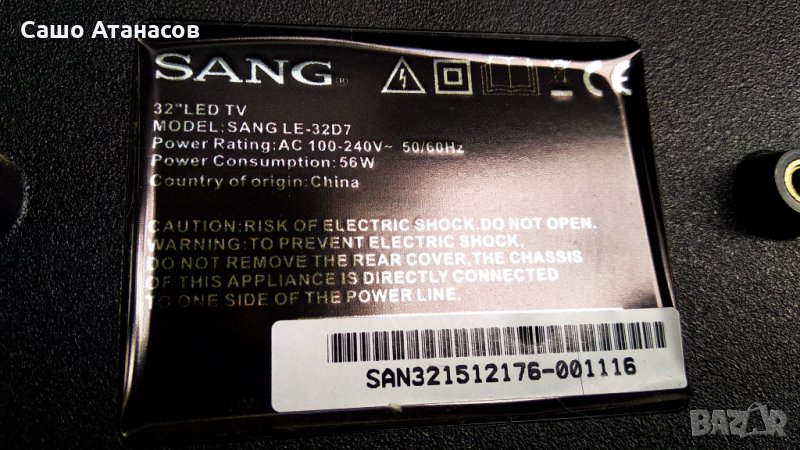 Сашо Атанасов
SANG®
32"LED TV
MODEL:SANG LE-32D7
Power Rating:AC 100-240V~ 50/60Hz
Power Consumption:56W
Country of origin:China
CAUTION:RISK OF ELECTRIC SHOCK.DO NOT OPEN.
WARNING:TO PREVENT ELECTRIC SHOCK,
DO NOT REMOVE THE REAR COVER.THE CHASSIS
OF THIS APPLIANCE IS DIRECTLY CONNECTED
TO ONE SIDE OF THE POWER LINE.
SAN321512176-001116
BAZAR